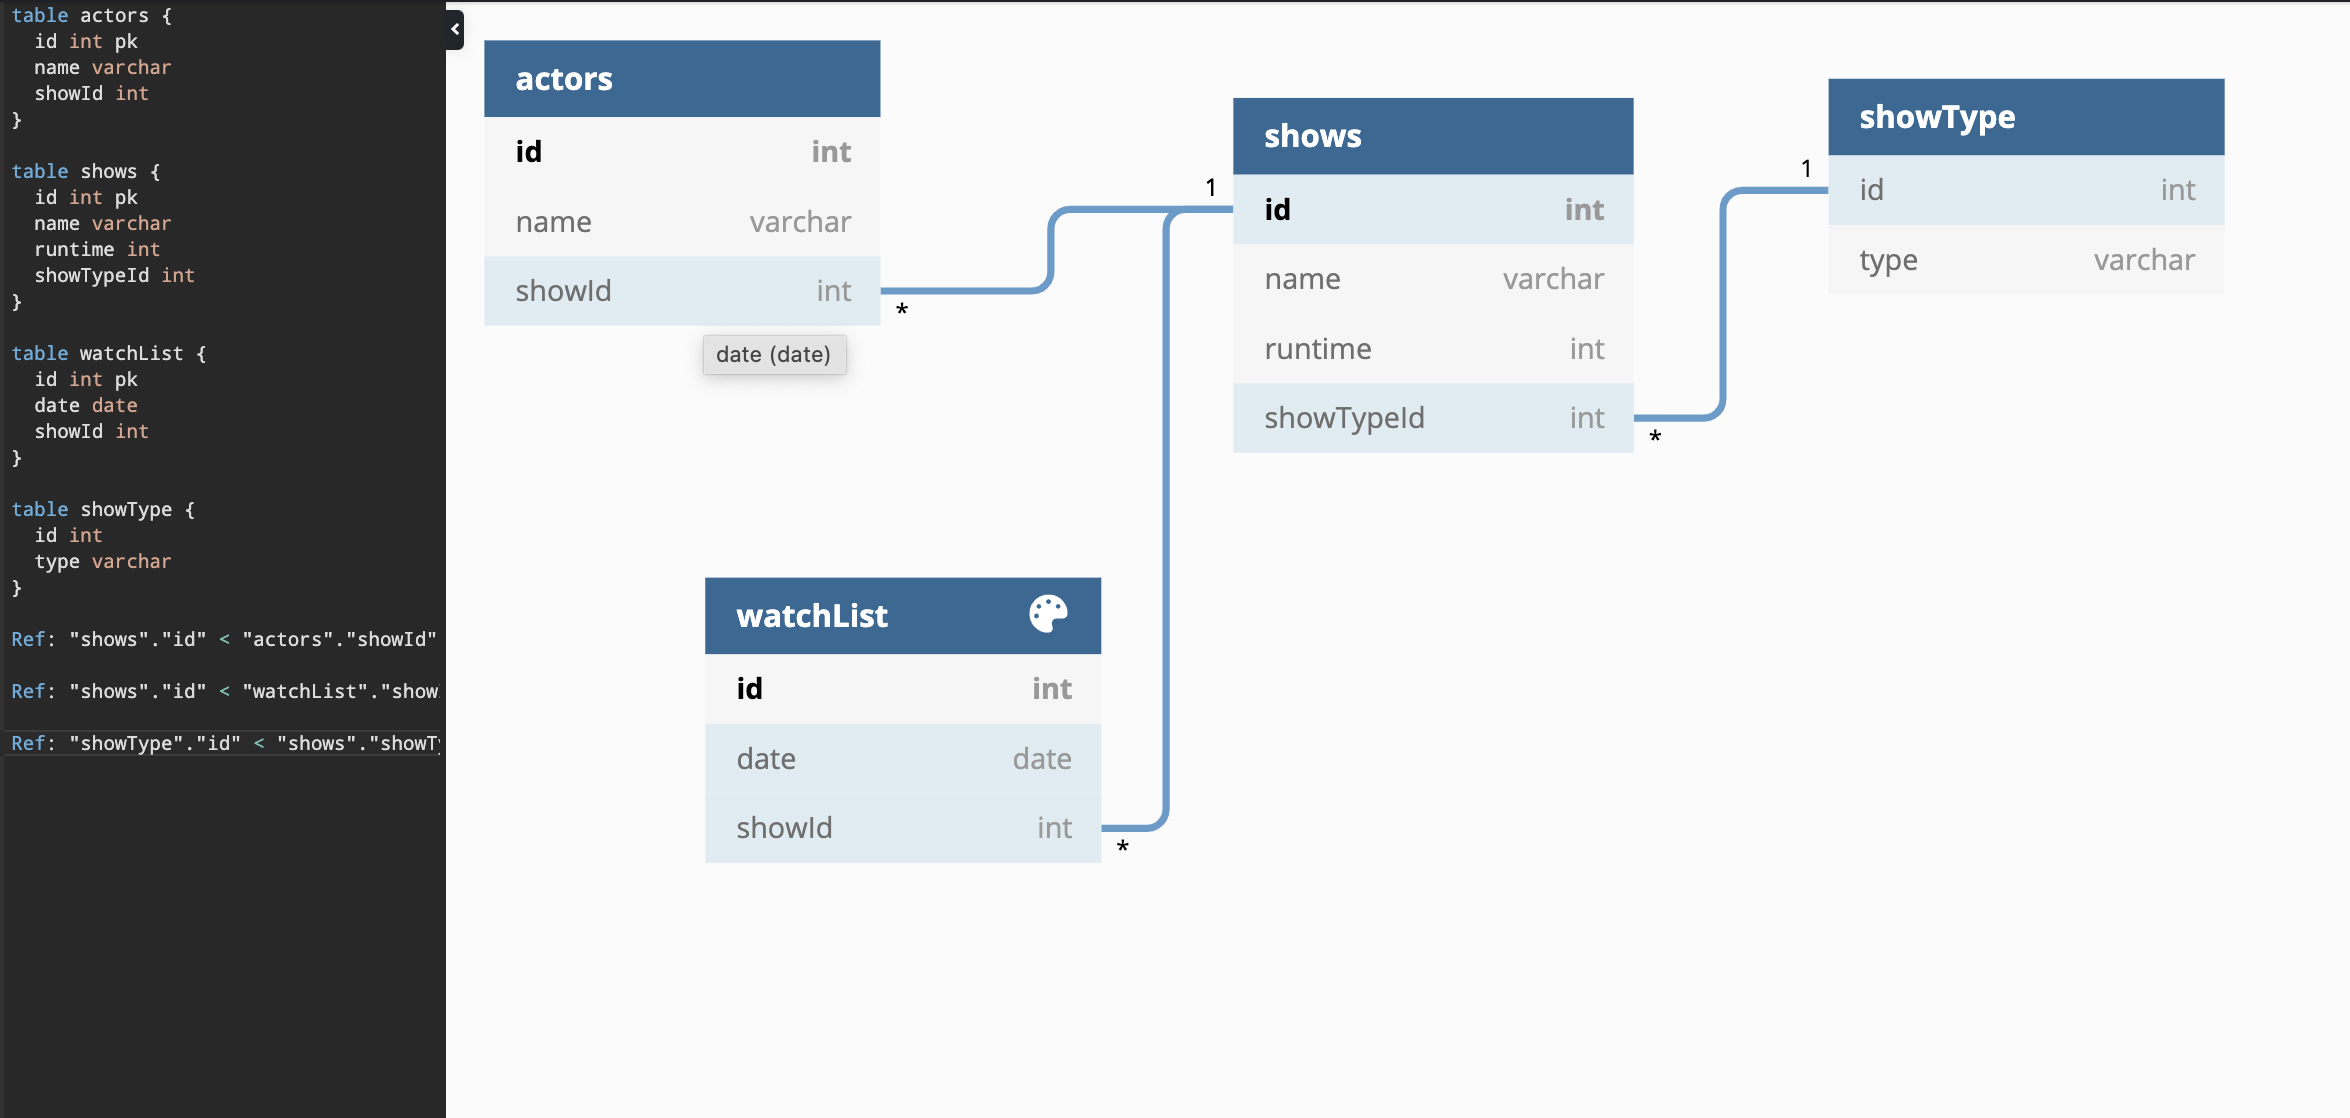 table actors {
id int pk
name varchar
showId int
}
table shows {
id int pk
name varchar
runtime int
showTypeId int
}
table watchList {
id int pk
date date
showId int
}
table showType {
id int
type varchar
}
Ref: "shows"."id" < "actors"."showId"
Ref: "shows"."id" < "watchList"."show
Ref: "showType"."id" < "shows"."showTy
actors
id int
name varchar
showId int
*
date (date)
1
shows
id int
name varchar
runtime int
showTypeId int
*
1
showType
id int
type varchar
watchList
id int
date date
showId int
*